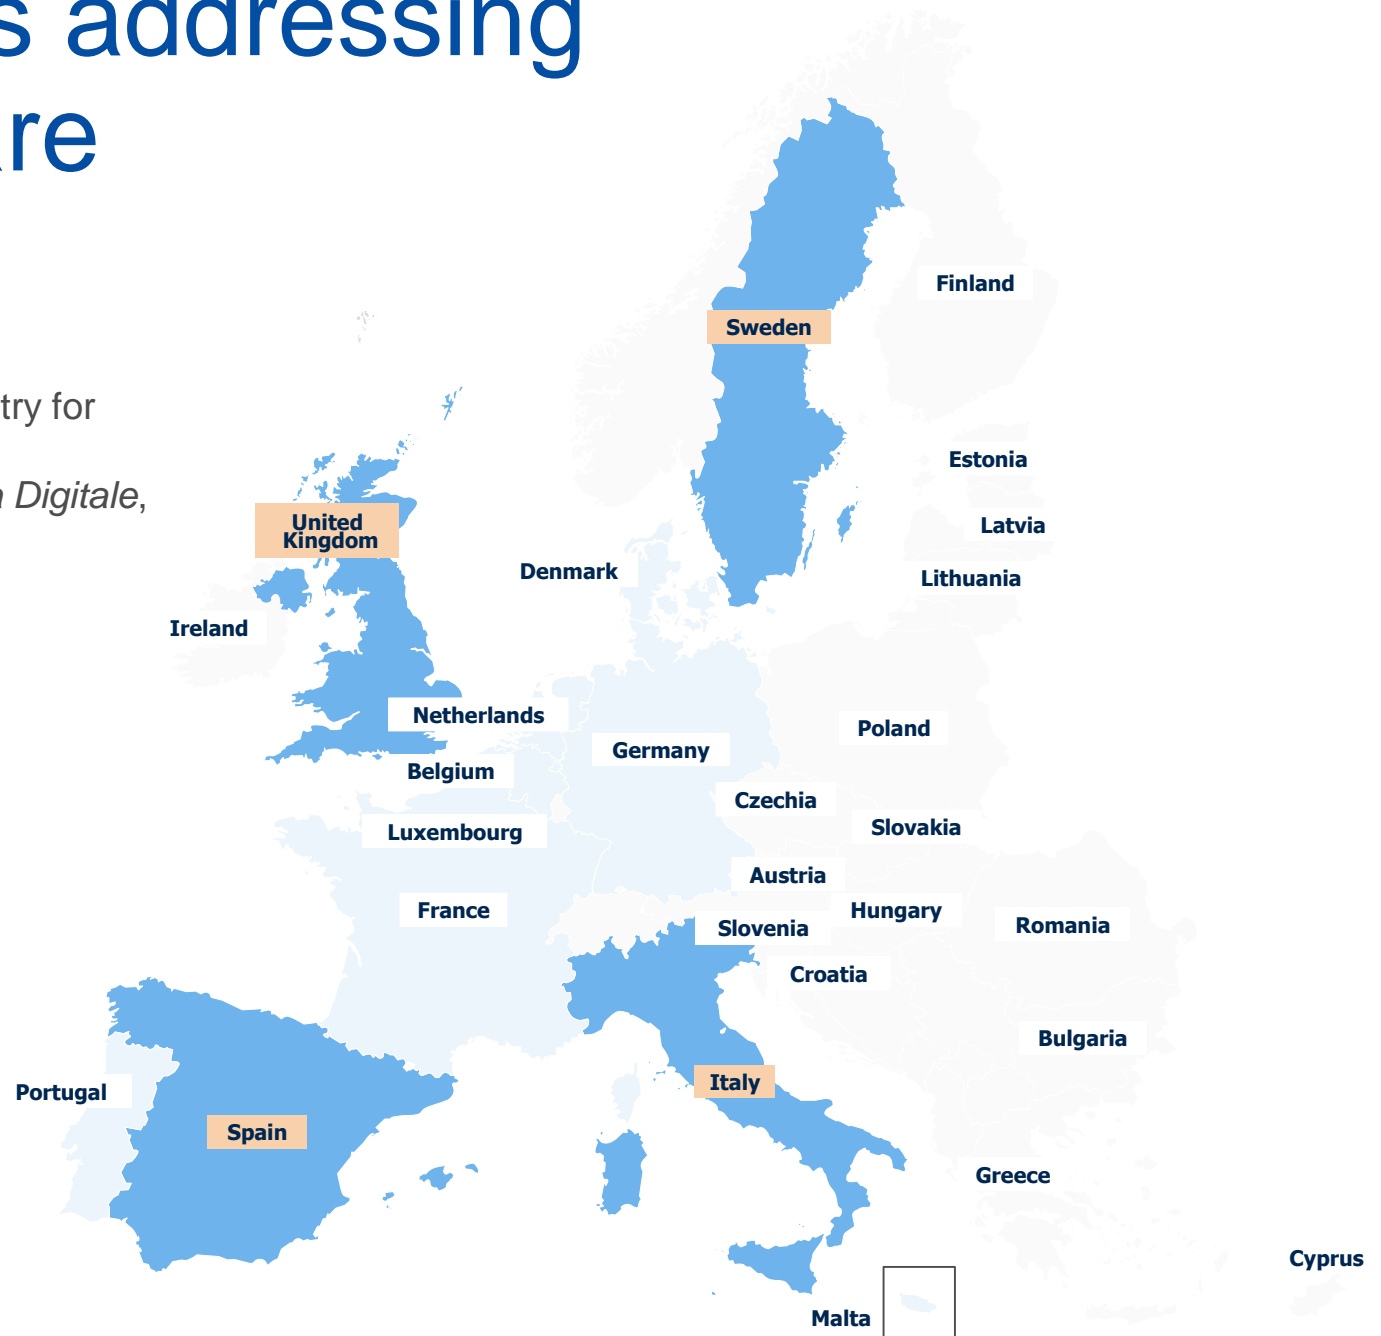 s addressing
re
try for
Digitale,
Finland
Sweden
Estonia
United
Kingdom
Latvia
Denmark
Lithuania
Ireland
Netherlands
Poland
Germany
Belgium
Czechia
Slovakia
Luxembourg
Austria
France
Hungary
Romania
Slovenia
Croatia
Bulgaria
Italy
Portugal
Spain
Greece
Cyprus
Malta